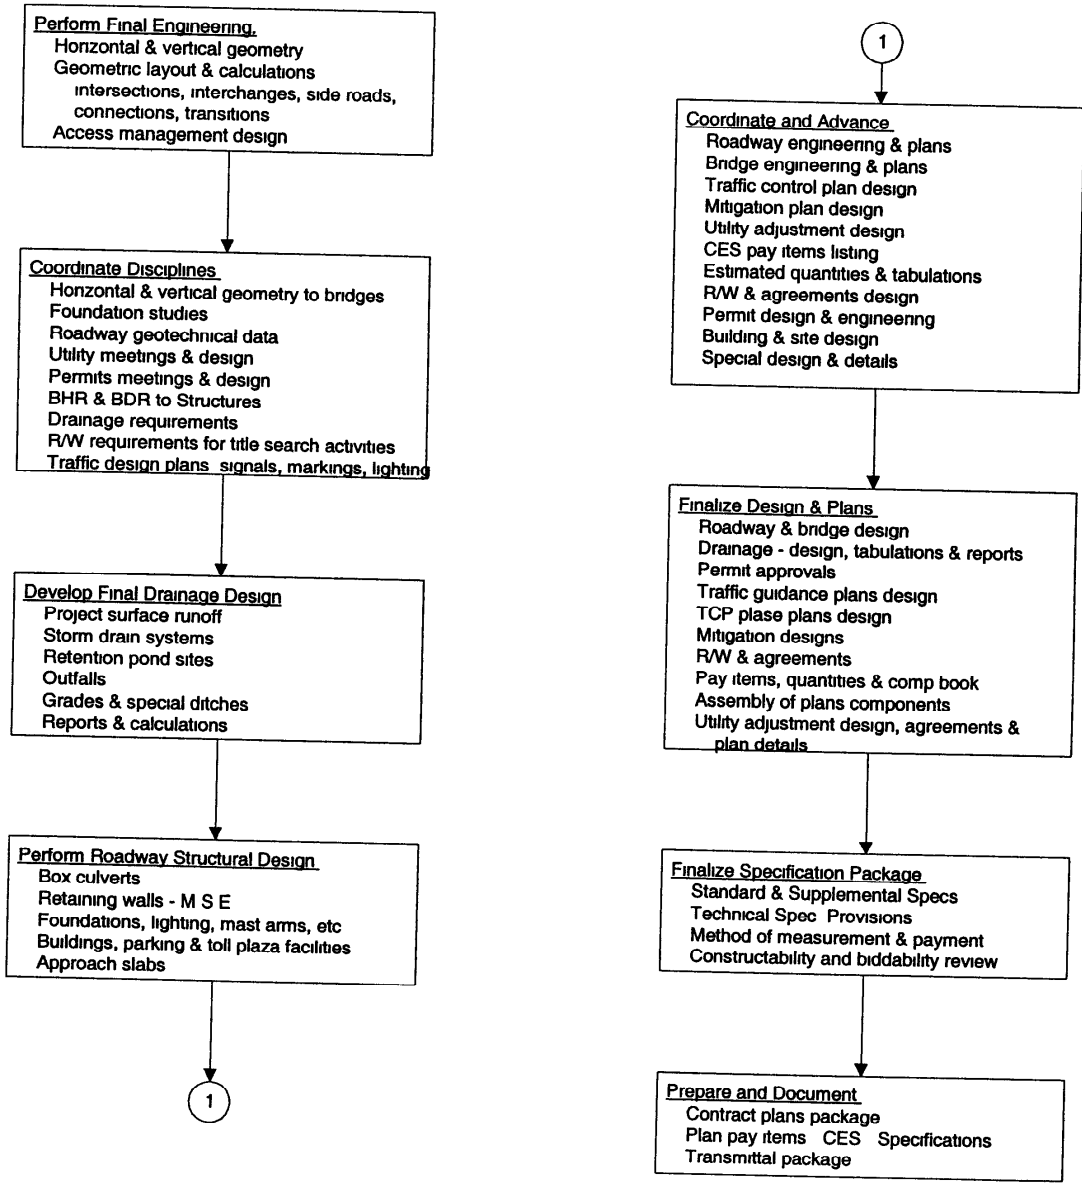 Perform Final Engineering.
Horizontal & vertical geometry
Geometric layout & calculations
intersections, interchanges, side roads,
connections, transitions
Access management design
Coordinate Disciplines
Horizontal & vertical geometry to bridges
Foundation studies
Roadway geotechnical data
Utility meetings & design
Permits meetings & design
BHR & BDR to Structures
Drainage requirements
R/W requirements for title search activities
Traffic design plans signals, markings, lighting
Develop Final Drainage Design
Project surface runoff
Storm drain systems
Retention pond sites
Outfalls
Grades & special ditches
Reports & calculations
Perform Roadway Structural Design
Box culverts
Retaining walls - M S E
Foundations, lighting, mast arms, etc
Buildings, parking & toll plaza facilities
Approach slabs
1
1
Coordinate and Advance
Roadway engineering & plans
Bridge engineering & plans
Traffic control plan design
Mitigation plan design
Utility adjustment design
CES pay items listing
Estimated quantities & tabulations
R/W & agreements design
Permit design & engineering
Building & site design
Special design & details
Finalize Design & Plans
Roadway & bridge design
Drainage - design, tabulations & reports
Permit approvals
Traffic guidance plans design
TCP plase plans design
Mitigation designs
R/W & agreements
Pay items, quantities & comp book
Assembly of plans components
Utility adjustment design, agreements &
plan details
Finalize Specification Package
Standard & Supplemental Specs
Technical Spec Provisions
Method of measurement & payment
Constructability and biddability review
Prepare and Document
Contract plans package
Plan pay items CES Specifications
Transmittal package